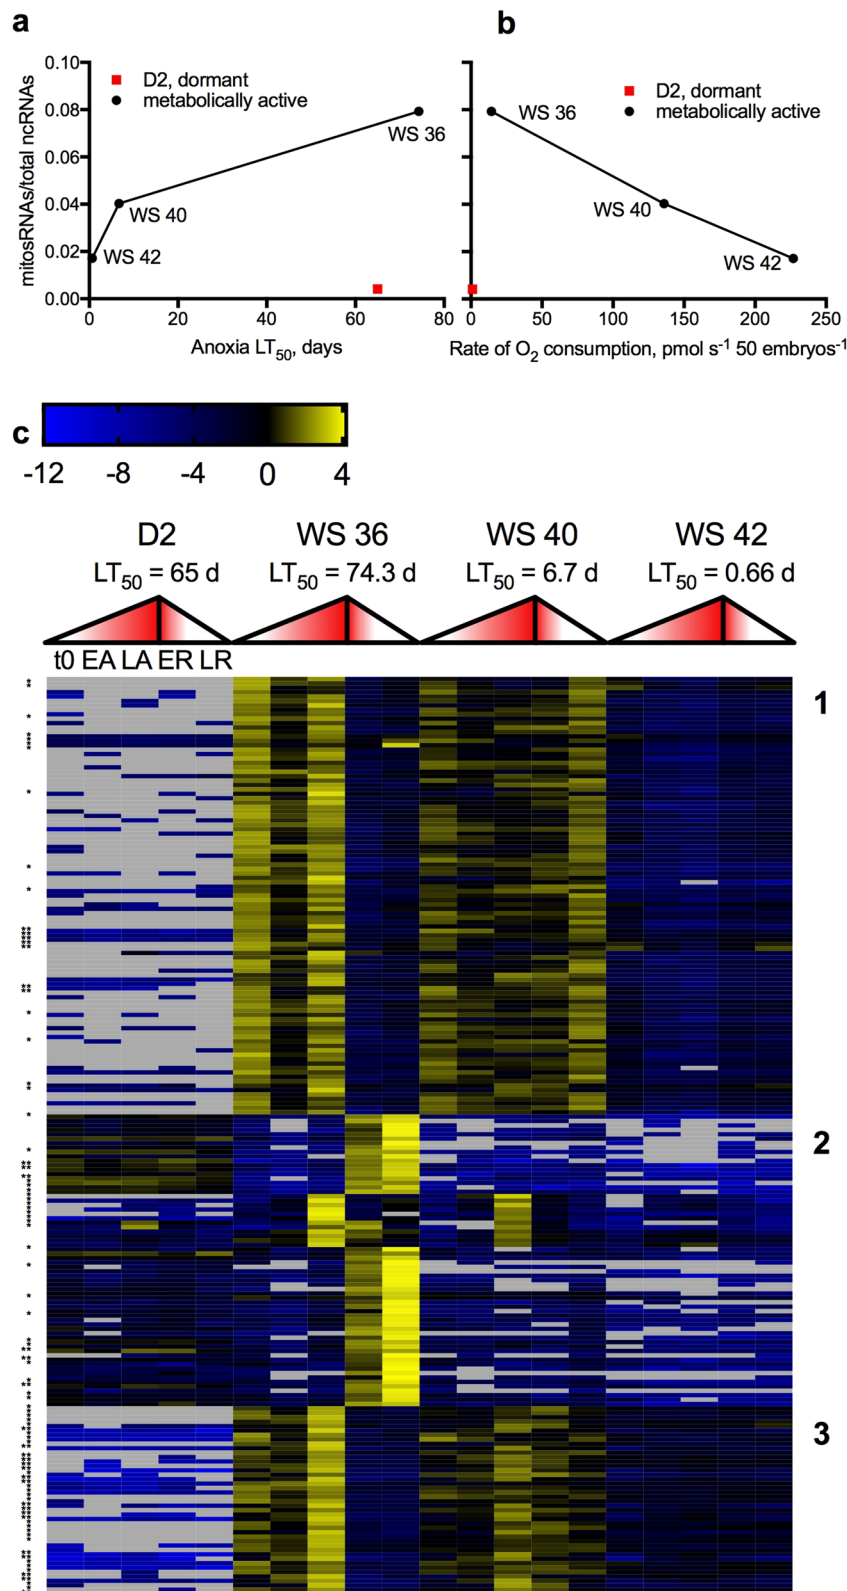 a
b
mitosRNAs/total ncRNAs
0.10
0.08
0.06
0.04
0.02
0.00
D2, dormant
metabolically active
WS 36
WS 40
WS 42
0 20 40 60 80
Anoxia LT50, days
D2, dormant
metabolically active
WS 36
WS 40
WS 42
0 50 100 150 200 250
Rate of O2 consumption, pmol s-1 50 embryos-1
c
-12 -8 -4 0 4
D2 WS 36 WS 40 WS 42
LT50 = 65 d LT50 = 74.3 d LT50 = 6.7 d LT50 = 0.66 d
t0 EA LA ER LR
1
2
3